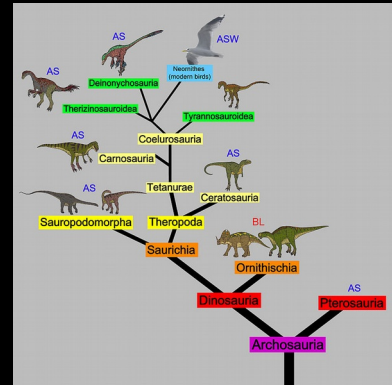 AS
ASW
AS
Deinonychosauria
Neornithes
(modern birds)
Therizinosauroidea
Tyrannosauroidea
Coelurosauria
AS
Carnosauria
AS
Tetanurae
Ceratosauria
AS
Sauropodomorpha
Theropoda
BL
Saurichia
Ornithischia
Dinosauria
AS
Pterosauria
Archosauria